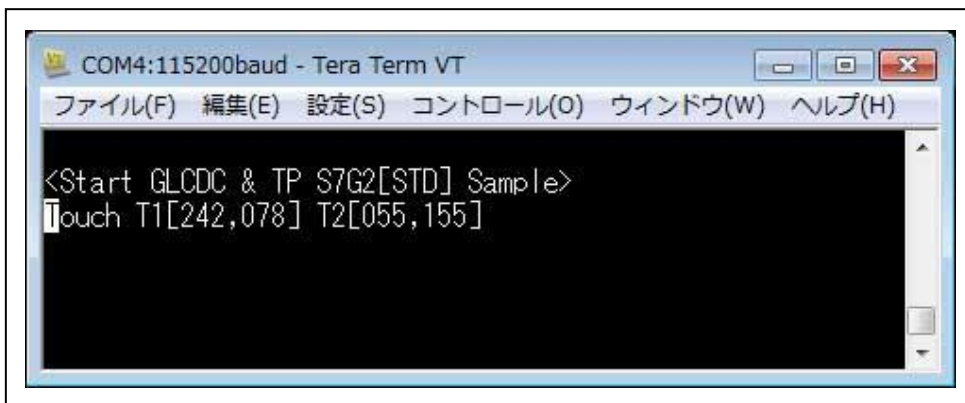 COM4:115200baud - Tera Term VT
ファイル(F) 編集(E) 設定(S) コントロール(O) ウィンドウ(W) ヘルプ(H)
<Start GLCDC & TP S7G2[STD] Sample>
Touch T1[242,078] T2[055,155]